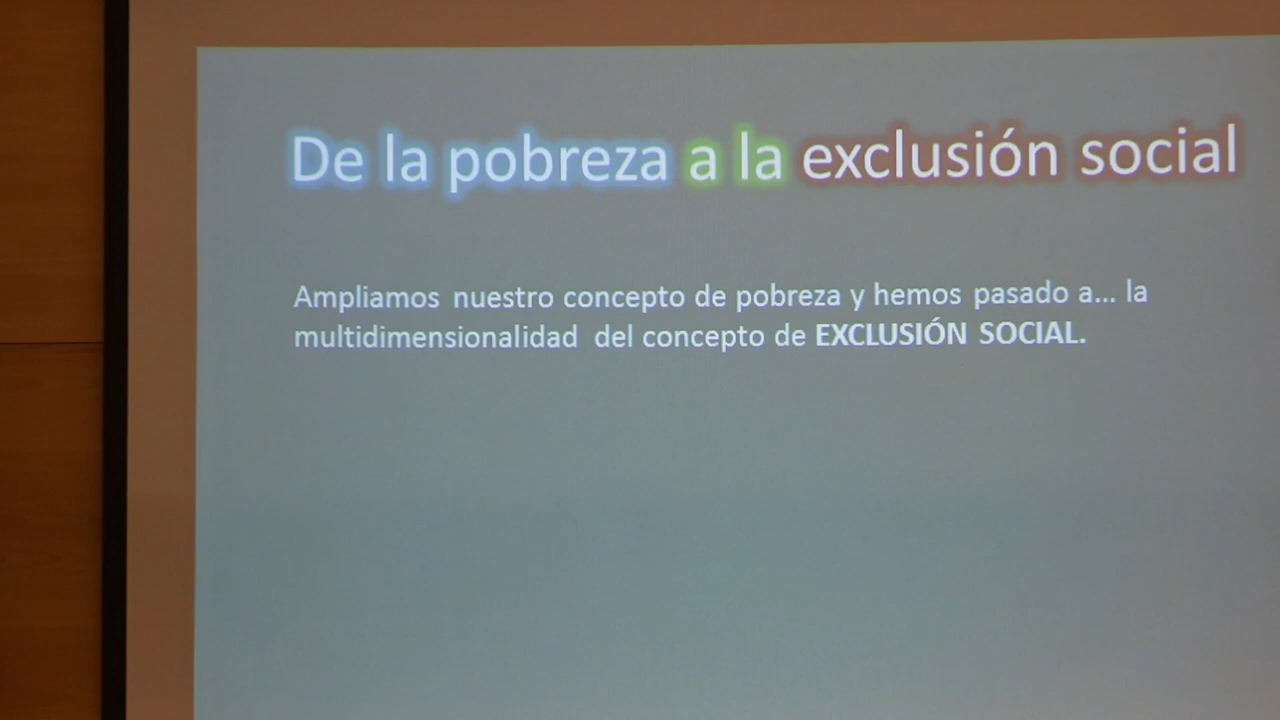 De la pobreza a la exclusión social
Ampliamos nuestro concepto de pobreza y hemos pasado a... la
multidimensionalidad del concepto de EXCLUSIÓN SOCIAL.